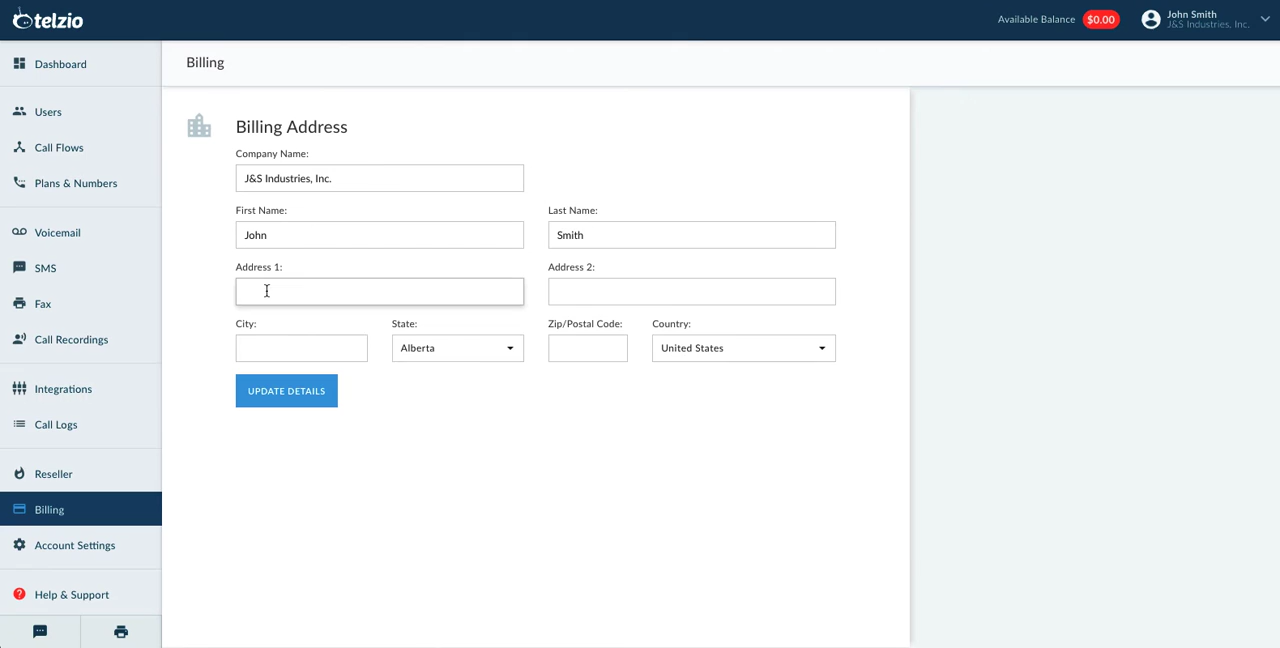 telzio
Available Balance $0.00
John Smith
J&S Industries, Inc.
Dashboard
Users
Call Flows
Plans & Numbers
Voicemail
SMS
Fax
Call Recordings
Integrations
Call Logs
Reseller
Billing
Account Settings
? Help & Support
Billing
Billing Address
Company Name:
J&S Industries, Inc.
First Name: Last Name:
John Smith
Address 1: Address 2:
City: State: Zip/Postal Code: Country:
Alberta United States
UPDATE DETAILS